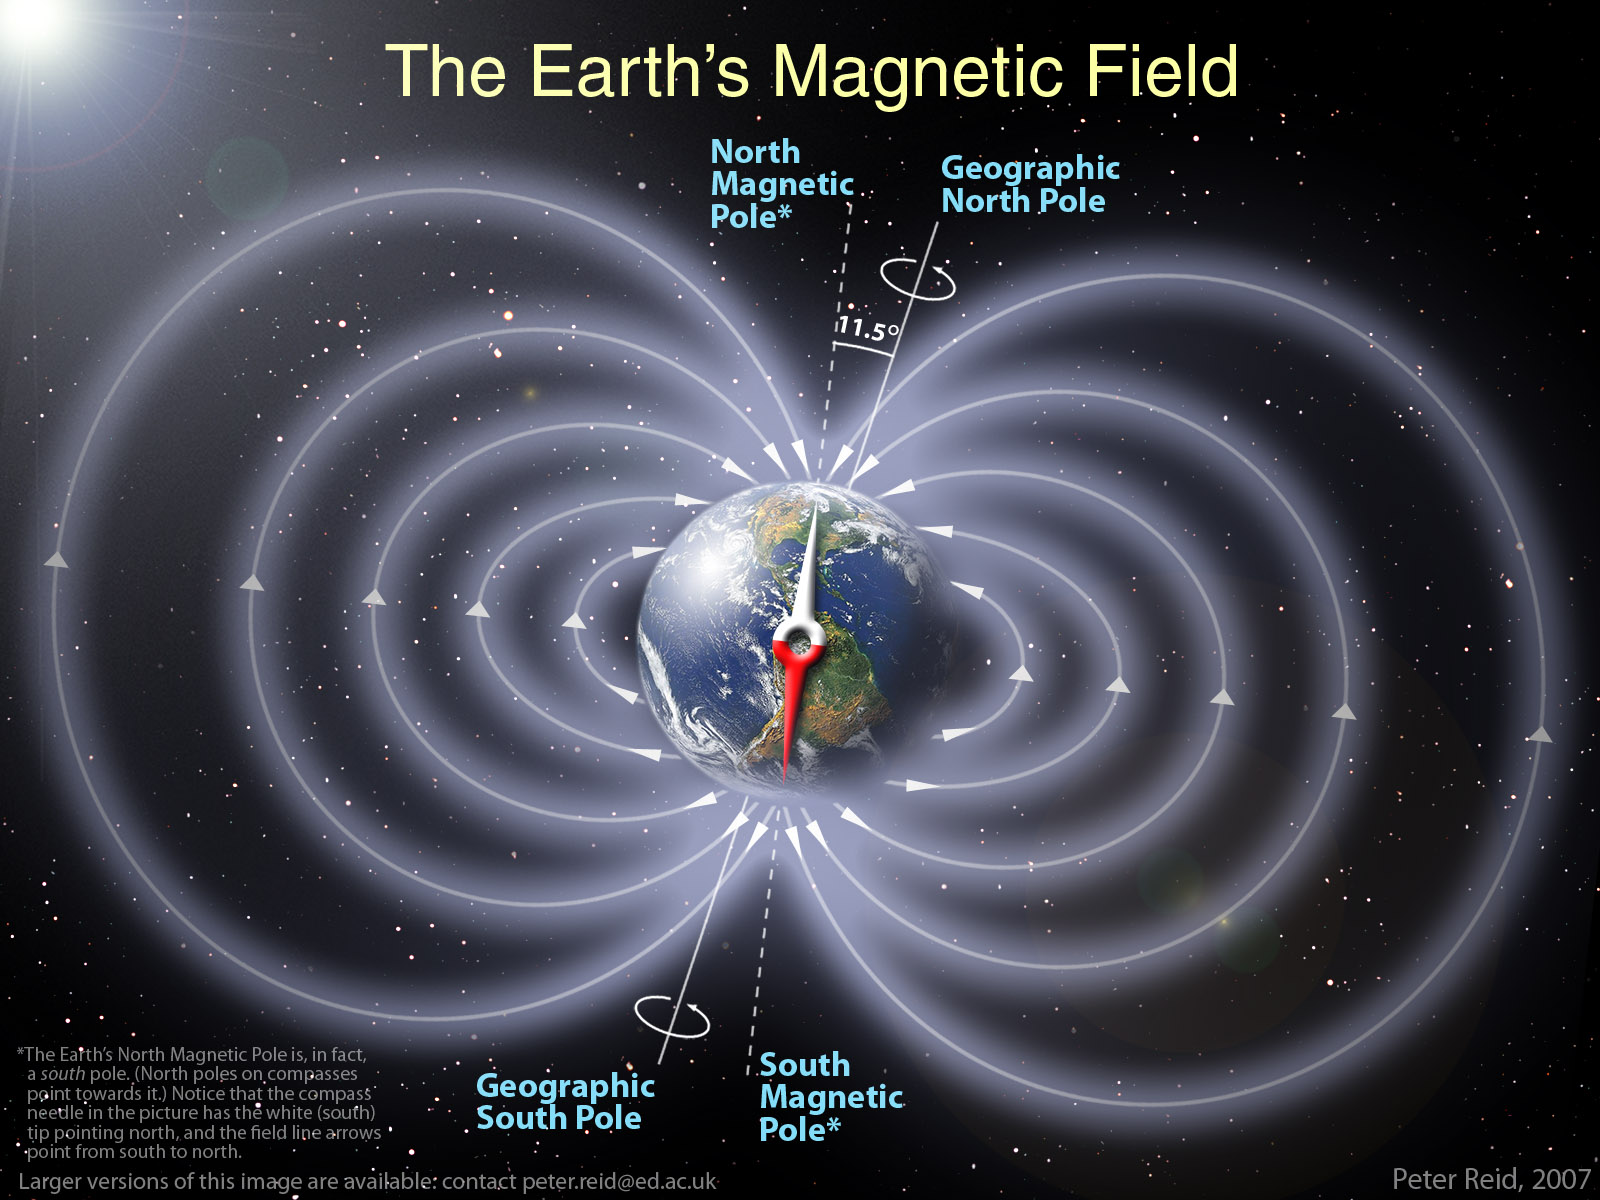 The Earth’s Magnetic Field
North
Magnetic
Pole*
Geographic
North Pole
11.5°
Geographic
South Pole
South
Magnetic
Pole*
*The Earth’s North Magnetic Pole is, in fact,
a south pole. (North poles on compasses
point towards it.) Notice that the compass
needle in the picture has the white (south)
tip pointing north, and the field line arrows
point from south to north.
Larger versions of this image are available: contact peter.reid@ed.ac.uk
Peter Reid, 2007